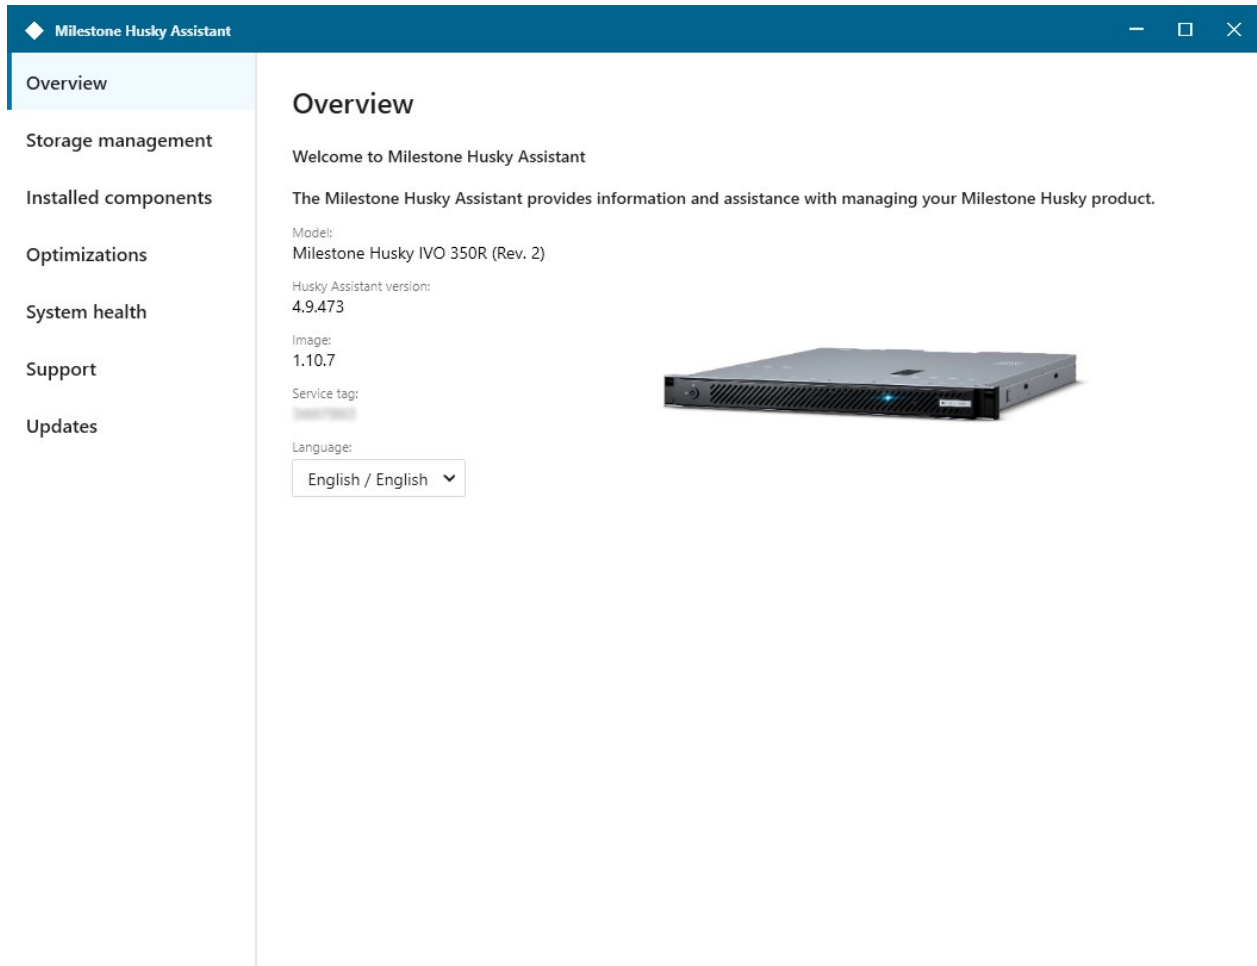 Milestone Husky Assistant
Overview
Storage management
Installed components
Optimizations
System health
Support
Updates
Overview
Welcome to Milestone Husky Assistant
The Milestone Husky Assistant provides information and assistance with managing your Milestone Husky product.
Model:
Milestone Husky IVO 350R (Rev. 2)
Husky Assistant version:
4.9.473
Image:
1.10.7
Service tag:
Language:
English / English